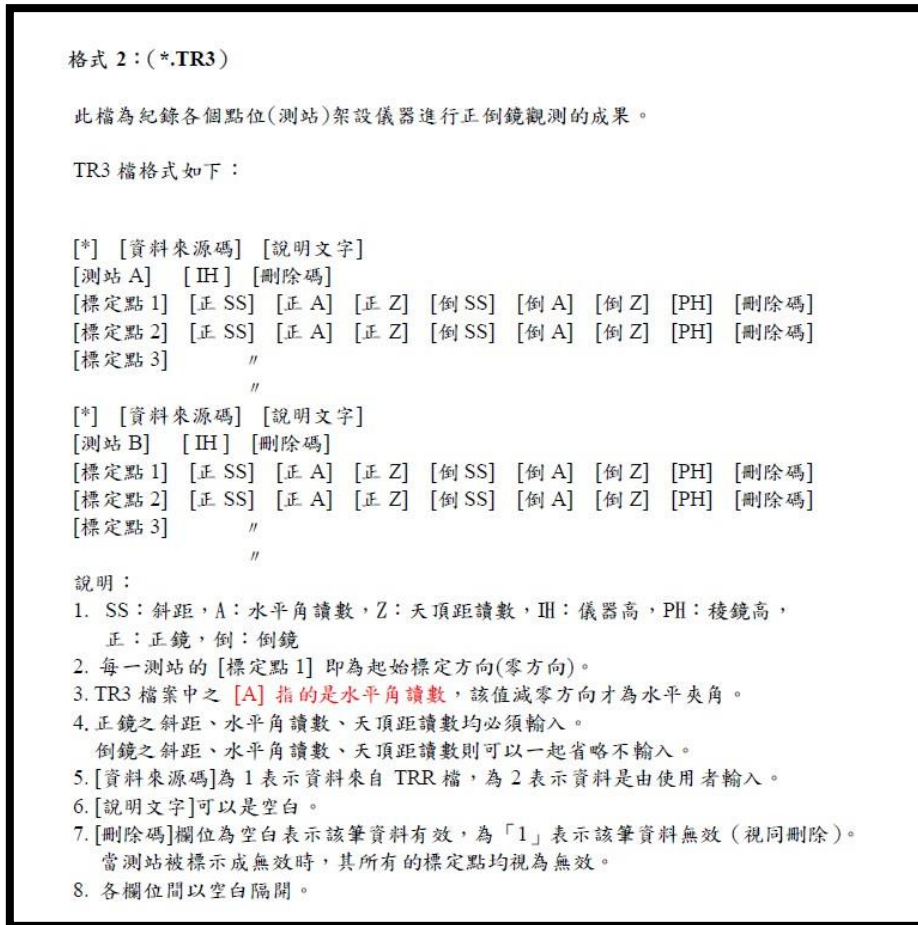 格式 2：(*.TR3)
此檔為紀錄各個點位(測站)架設儀器進行正倒鏡觀測的成果。
TR3 檔格式如下：
[*] [資料來源碼] [說明文字]
[測站 A] [ IH ] [刪除碼]
[標定點 1] [正 SS] [正 A] [正 Z] [倒 SS] [倒 A] [倒 Z] [PH] [刪除碼]
[標定點 2] [正 SS] [正 A] [正 Z] [倒 SS] [倒 A] [倒 Z] [PH] [刪除碼]
[標定點 3] 〃
〃
[*] [資料來源碼] [說明文字]
[測站 B] [ IH ] [刪除碼]
[標定點 1] [正 SS] [正 A] [正 Z] [倒 SS] [倒 A] [倒 Z] [PH] [刪除碼]
[標定點 2] [正 SS] [正 A] [正 Z] [倒 SS] [倒 A] [倒 Z] [PH] [刪除碼]
[標定點 3] 〃
〃
說明：
1. SS：斜距，A：水平角讀數，Z：天頂距讀數，IH：儀器高，PH：稜鏡高，
正：正鏡，倒：倒鏡
2. 每一測站的 [標定點 1] 即為起始標定方向(零方向)。
3. TR3 檔案中之 [A] 指的是水平角讀數，該值減零方向才為水平夾角。
4. 正鏡之斜距、水平角讀數、天頂距讀數均必須輸入。
倒鏡之斜距、水平角讀數、天頂距讀數則可以一起省略不輸入。
5. [資料來源碼]為 1 表示資料來自 TRR 檔，為 2 表示資料是由使用者輸入。
6. [說明文字]可以是空白。
7. [刪除碼]欄位為空白表示該筆資料有效，為「1」表示該筆資料無效（視同刪除）。
當測站被標示成無效時，其所有的標定點均視為無效。
8. 各欄位間以空白隔開。